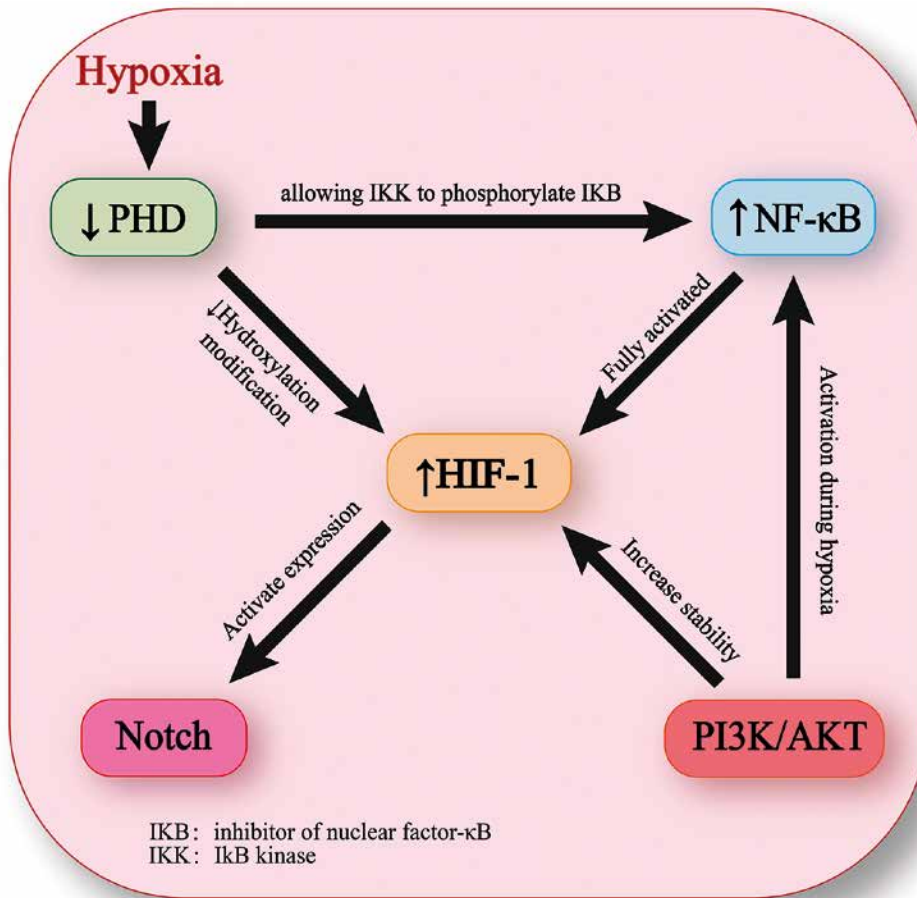 Hypoxia
↓PHD
allowing IKK to phosphorylate IKB
↑NF-κB
↓Hydroxylation
modification
Fully activated
Activation during hypoxia
↑HIF-1
Activate expression
Increase stability
Notch
PI3K/AKT
IKB: inhibitor of nuclear factor-κB
IKK: IkB kinase